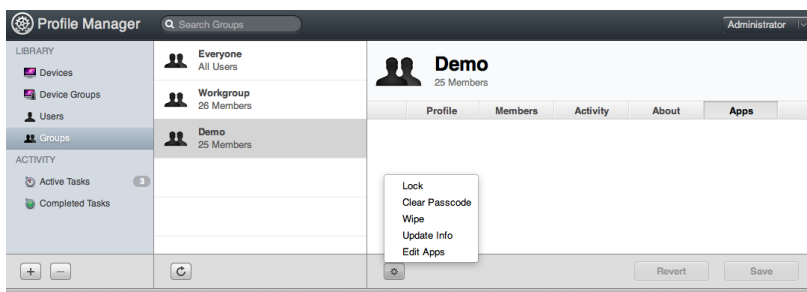 Profile Manager
Search Groups
Administrator
LIBRARY
Devices
Device Groups
Users
Groups
ACTIVITY
Active Tasks 3
Completed Tasks
Everyone
All Users
Workgroup
26 Members
Demo
25 Members
Demo
25 Members
Profile Members Activity About Apps
Lock
Clear Passcode
Wipe
Update Info
Edit Apps
Revert Save